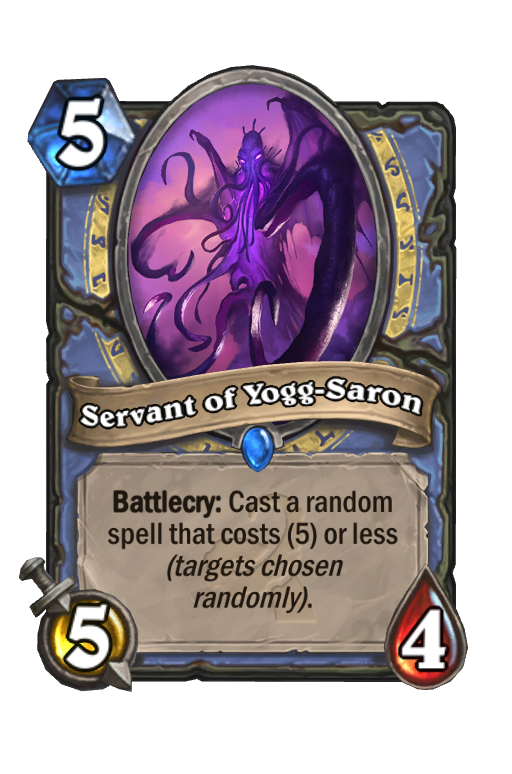 5
Servant of Yogg-Saron
Battlecry: Cast a random
spell that costs (5) or less
(targets chosen
randomly).
5
4